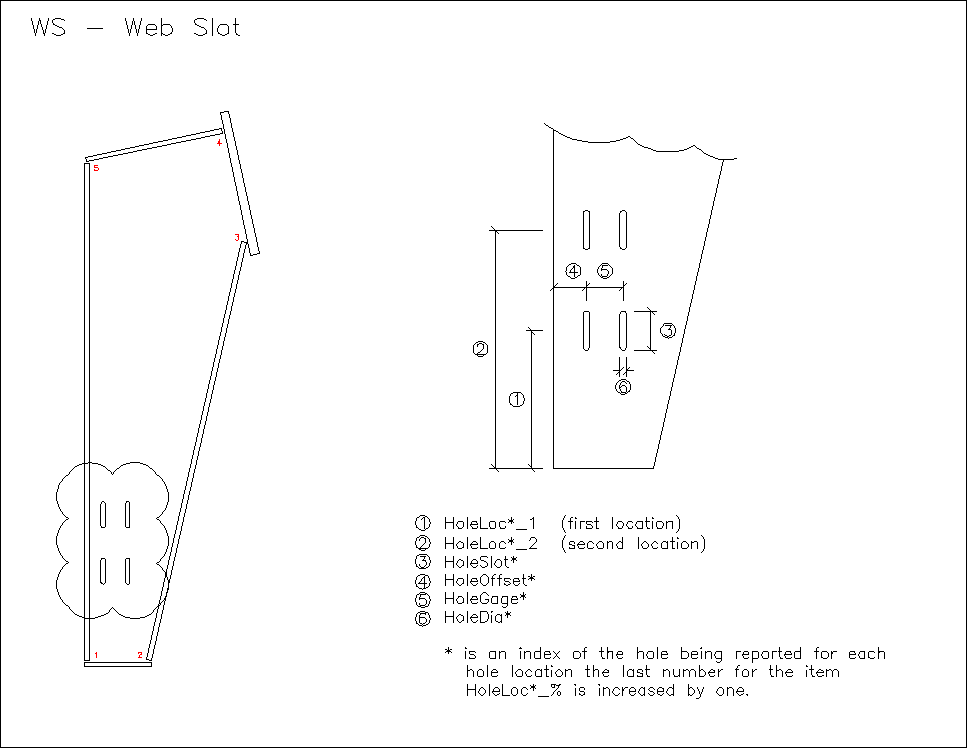 WS - Web Slot
4
5
3
1
2
④ ⑤
③
②
⑥
①
① HoleLoc*_1 (first location)
② HoleLoc*_2 (second location)
③ HoleSlot*
④ HoleOffset*
⑤ HoleGage*
⑥ HoleDia*
* is an index of the hole being reported for each
hole location the last number for the item
HoleLoc*_% is increased by one.